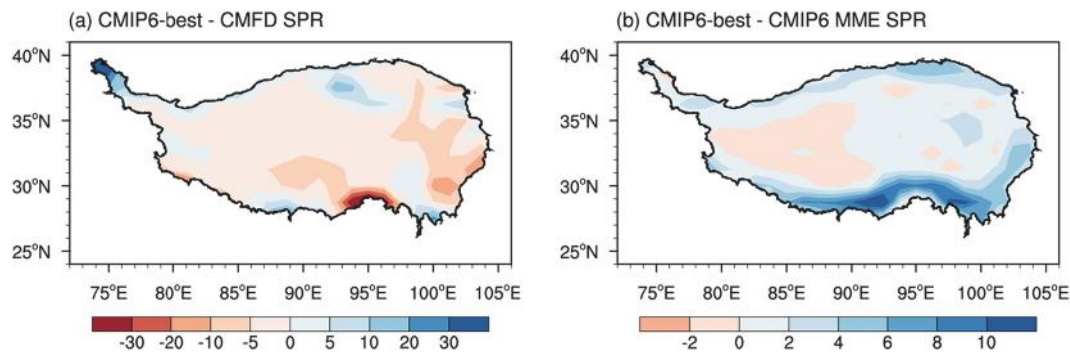 (a) CMIP6-best - CMFD SPR
40°N
35°N
30°N
25°N
75°E 80°E 85°E 90°E 95°E 100°E 105°E
-30 -20 -10 -5 0 5 10 20 30
(b) CMIP6-best - CMIP6 MME SPR
40°N
35°N
30°N
25°N
75°E 80°E 85°E 90°E 95°E 100°E 105°E
-2 0 2 4 6 8 10